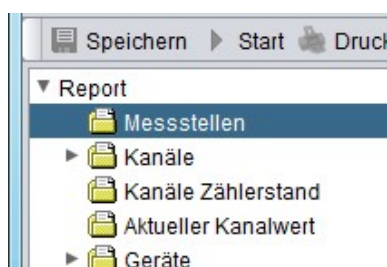 Speichern Start Druck
Report
Messstellen
Kanäle
Kanäle Zählerstand
Aktueller Kanalwert
Geräte